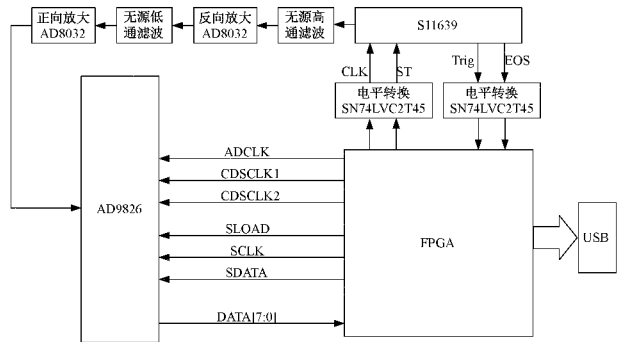 正向放大
AD8032
无源低
通滤波
反向放大
AD8032
无源高
通滤波
S11639
CLK
ST
Trig
EOS
电平转换
SN74LVC2T45
电平转换
SN74LVC2T45
AD9826
ADCLK
CDSCLK1
CDSCLK2
SLOAD
SCLK
SDATA
DATA[7:0]
FPGA
USB